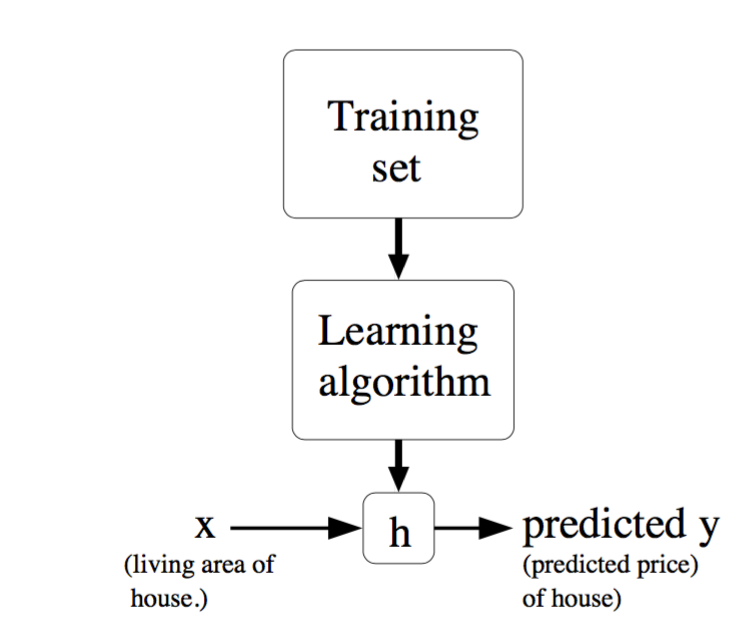 Training
set
Learning
algorithm
x
h
predicted y
(living area of
house.)
(predicted price)
of house)